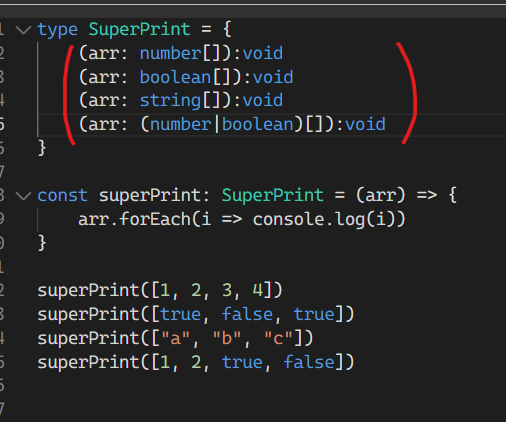 1 type SuperPrint = {
2 (arr: number[]):void
3 (arr: boolean[]):void
4 (arr: string[]):void
5 (arr: (number|boolean)[]):void
6 }
7
8 const superPrint: SuperPrint = (arr) => {
9 arr.forEach(i => console.log(i))
0 }
1
2 superPrint([1, 2, 3, 4])
3 superPrint([true, false, true])
4 superPrint(["a", "b", "c"])
5 superPrint([1, 2, true, false])
6
7